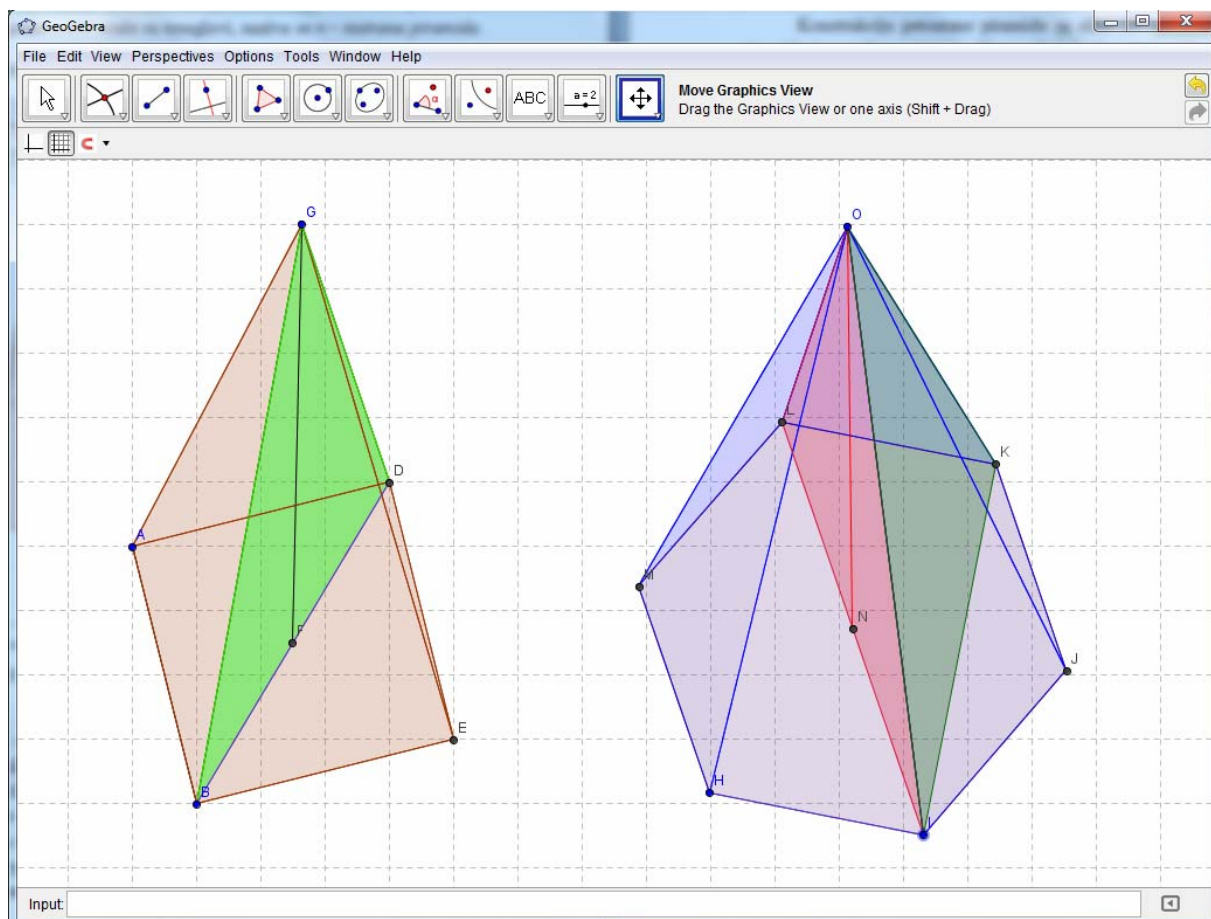 GeoGebra
File Edit View Perspectives Options Tools Window Help
ABC
a=2
Move Graphics View
Drag the Graphics View or one axis (Shift + Drag)
G
O
L
K
D
A
M
N
F
J
E
H
B
I
Input: